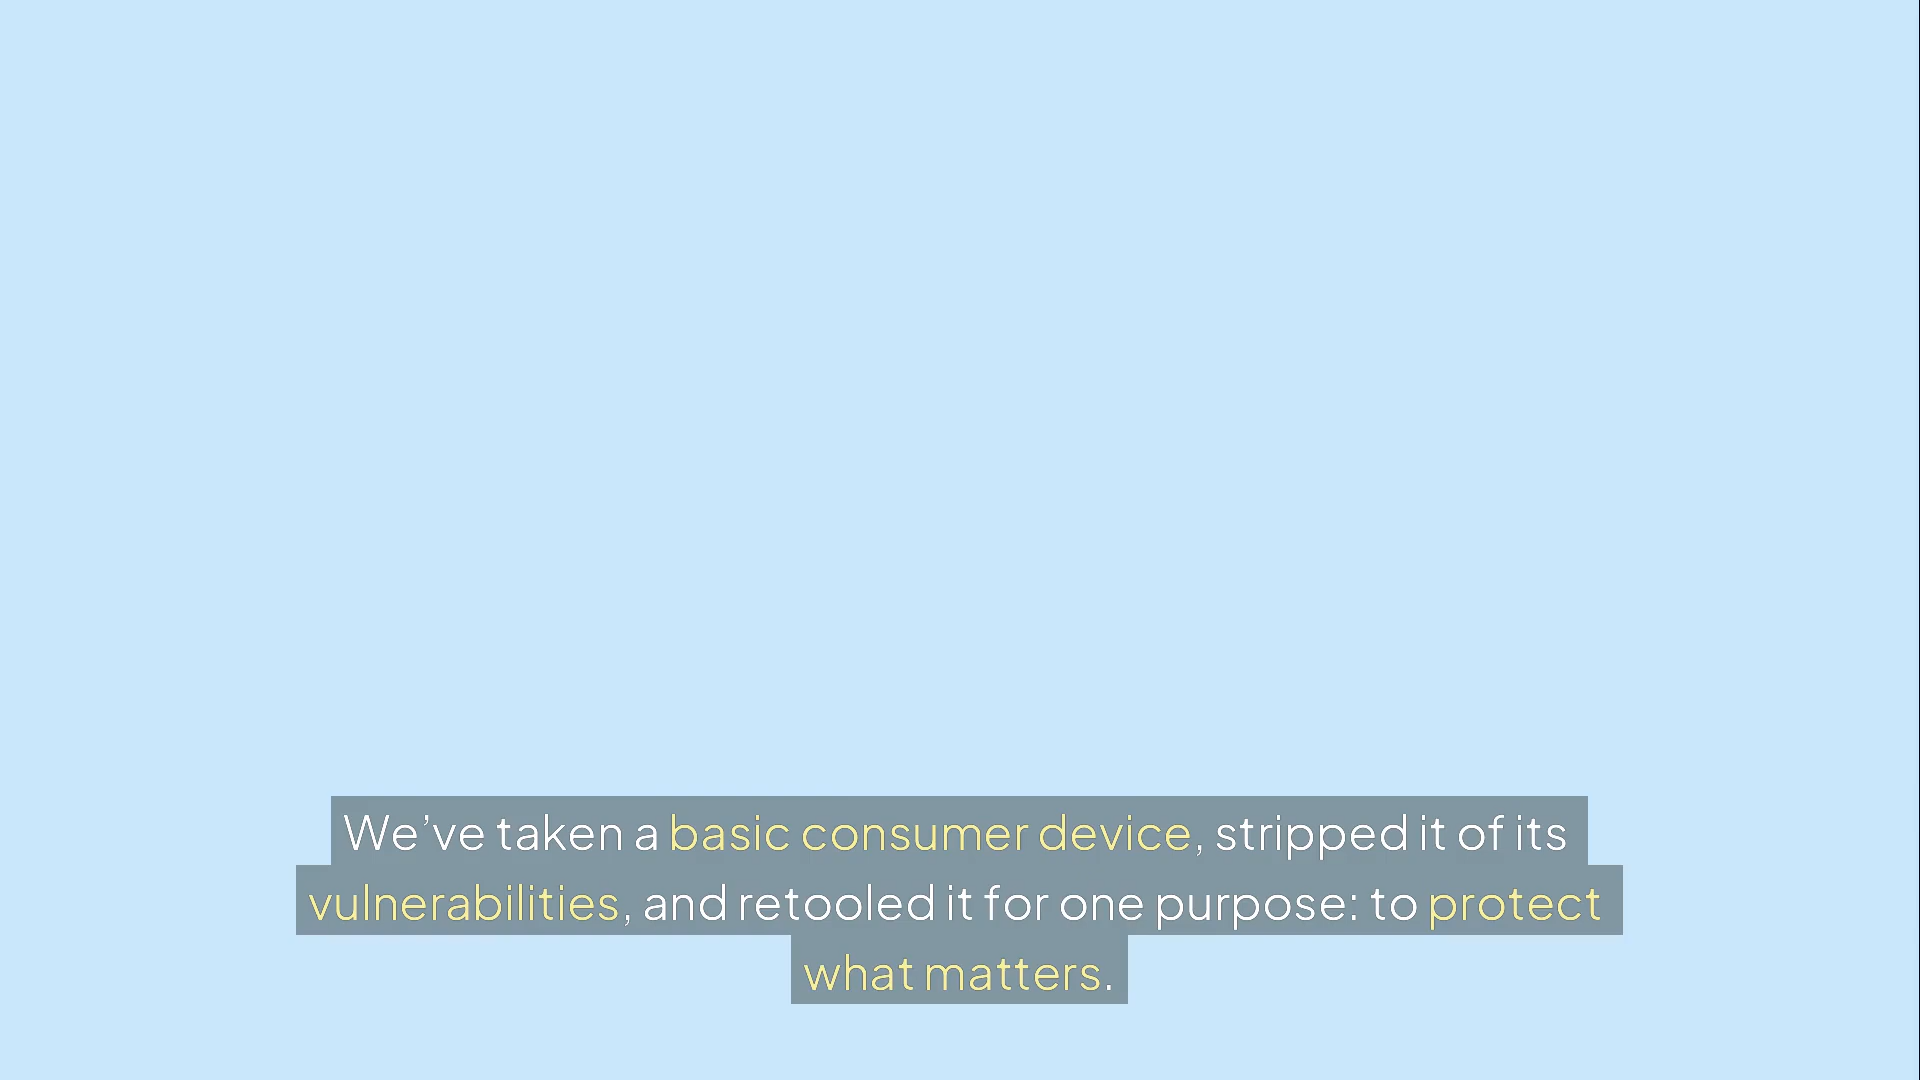 We’ve taken a basic consumer device, stripped it of its
vulnerabilities, and retooled it for one purpose: to protect
what matters.